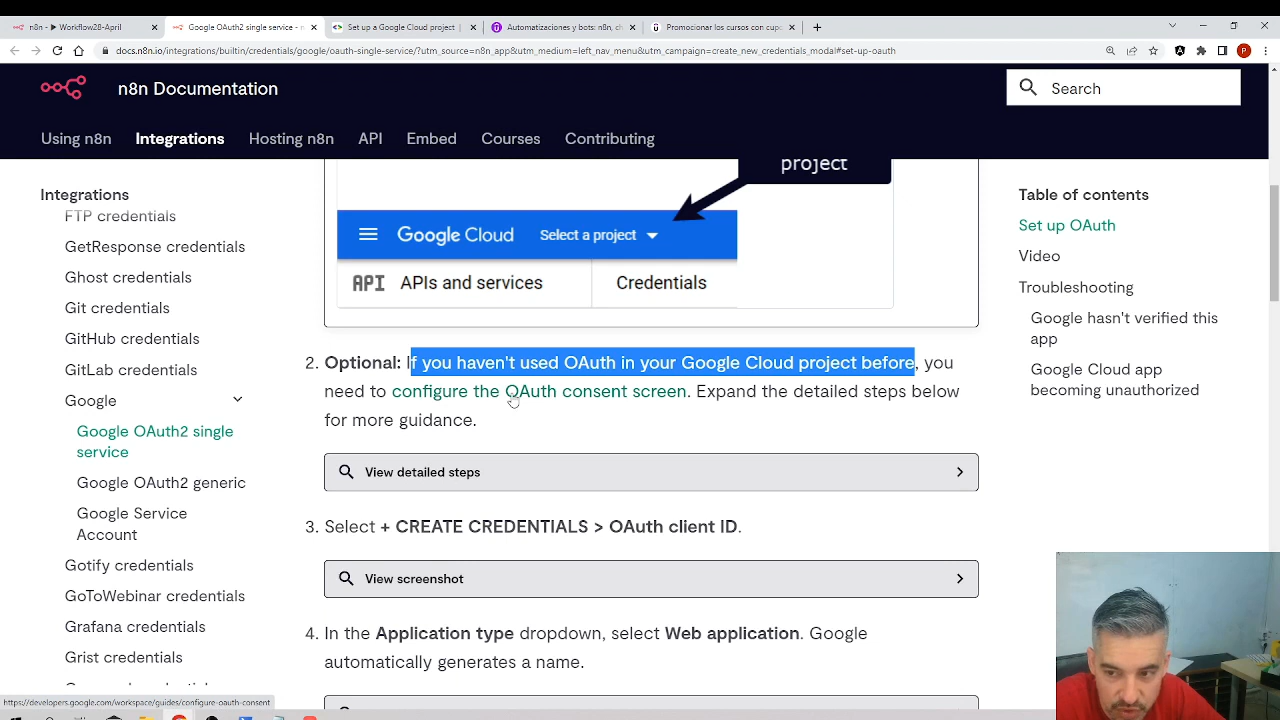 n8n - ▶ Workflow28-April
Google OAuth2 single service - n
Set up a Google Cloud project
Automatizaciones y bots: n8n, ch
Promocionar los cursos con cupo
docs.n8n.io/integrations/builtin/credentials/google/oauth-single-service/?utm_source=n8n_app&utm_medium=left_nav_menu&utm_campaign=create_new_credentials_modal#set-up-oauth
n8n Documentation
Search
Using n8n
Integrations
Hosting n8n
API
Embed
Courses
Contributing
Integrations
FTP credentials
GetResponse credentials
Ghost credentials
Git credentials
GitHub credentials
GitLab credentials
Google
Google OAuth2 single
service
Google OAuth2 generic
Google Service
Account
Gotify credentials
GoToWebinar credentials
Grafana credentials
Grist credentials
project
Google Cloud
Select a project
API
APIs and services
Credentials
2. Optional: If you haven't used OAuth in your Google Cloud project before, you
need to configure the OAuth consent screen. Expand the detailed steps below
for more guidance.
View detailed steps
3. Select + CREATE CREDENTIALS > OAuth client ID.
View screenshot
4. In the Application type dropdown, select Web application. Google
automatically generates a name.
Table of contents
Set up OAuth
Video
Troubleshooting
Google hasn't verified this
app
Google Cloud app
becoming unauthorized
https://developers.google.com/workspace/guides/configure-oauth-consent